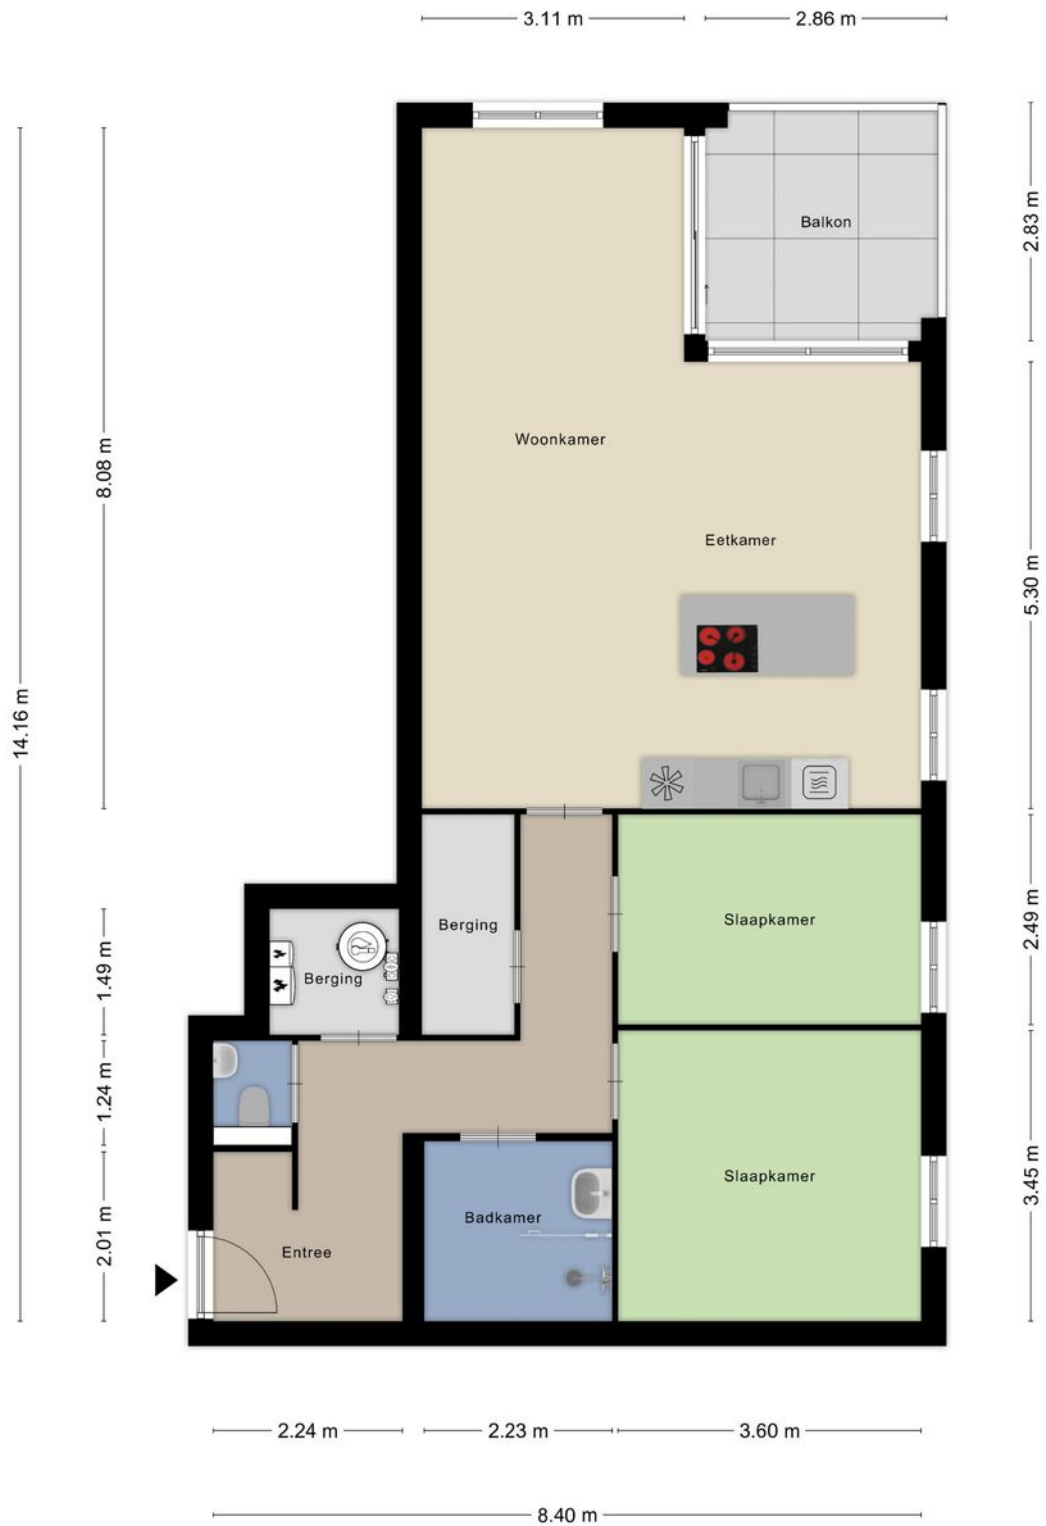 3.11 m
2.86 m
Balkon
2.83 m
Woonkamer
8.08 m
Eetkamer
5.30 m
14.16 m
Berging
Slaapkamer
2.49 m
Berging
1.49 m
1.24 m
Slaapkamer
3.45 m
Badkamer
2.01 m
Entree
2.24 m
2.23 m
3.60 m
8.40 m